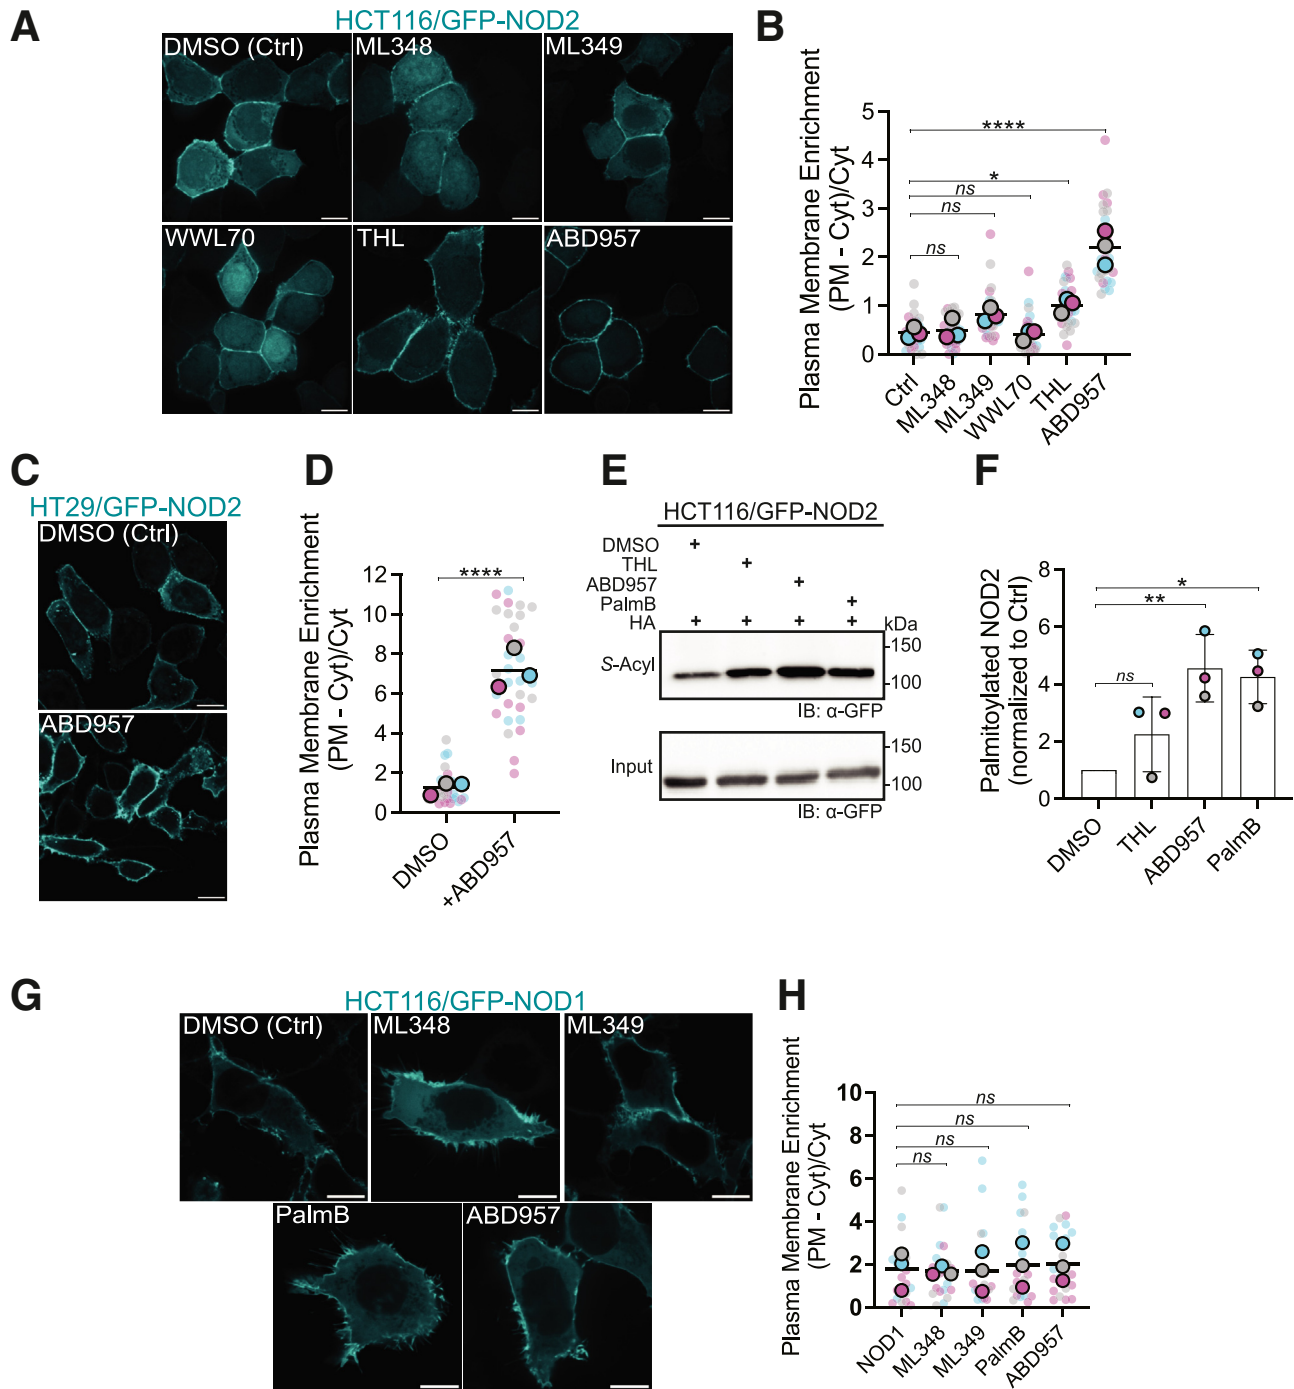 A
HCT116/GFP-NOD2
DMSO (Ctrl)
ML348
ML349
WWL70
THL
ABD957
B
Plasma Membrane Enrichment
(PM - Cyt)/Cyt
5
4
3
2
1
0
****
*
ns
ns
ns
Ctrl
ML348
ML349
WWL70
THL
ABD957
C
HT29/GFP-NOD2
DMSO (Ctrl)
ABD957
D
Plasma Membrane Enrichment
(PM - Cyt)/Cyt
12
10
8
6
4
2
0
****
DMSO
+ABD957
E
HCT116/GFP-NOD2
DMSO +
THL +
ABD957 +
PalmB +
HA + + + + kDa
S-Acyl
150
100
IB: α-GFP
Input
150
100
IB: α-GFP
F
Palmitoylated NOD2
(normalized to Ctrl)
8
6
4
2
0
*
**
ns
DMSO
THL
ABD957
PalmB
G
HCT116/GFP-NOD1
DMSO (Ctrl)
ML348
ML349
PalmB
ABD957
H
Plasma Membrane Enrichment
(PM - Cyt)/Cyt
10
8
6
4
2
0
ns
ns
ns
ns
NOD1
ML348
ML349
PalmB
ABD957